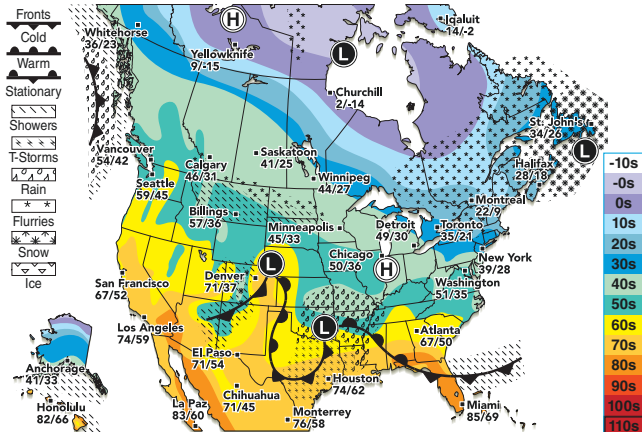 Fronts
Cold
Warm
Stationary
Showers
T-Storms
Rain
Flurries
Snow
Ice
Whitehorse
36/23
Yellowknife
9/-15
H
L
Iqaluit
14/-2
Churchill
2/-14
Vancouver
54/42
Seattle
59/45
Calgary
46/31
Saskatoon
41/25
Winnipeg
44/27
St. John's
34/26
L
Halifax
28/18
Montreal
22/9
Billings
57/36
Minneapolis
45/33
Detroit
49/30
Toronto
35/21
Chicago
50/36
H
New York
39/28
Washington
51/35
San Francisco
67/52
Denver
71/37
L
Los Angeles
74/59
El Paso
71/54
L
Atlanta
67/50
Anchorage
41/33
Honolulu
82/66
La Paz
83/60
Chihuahua
71/45
Houston
74/62
Monterrey
76/58
Miami
85/69
-10s
-0s
0s
10s
20s
30s
40s
50s
60s
70s
80s
90s
100s
110s